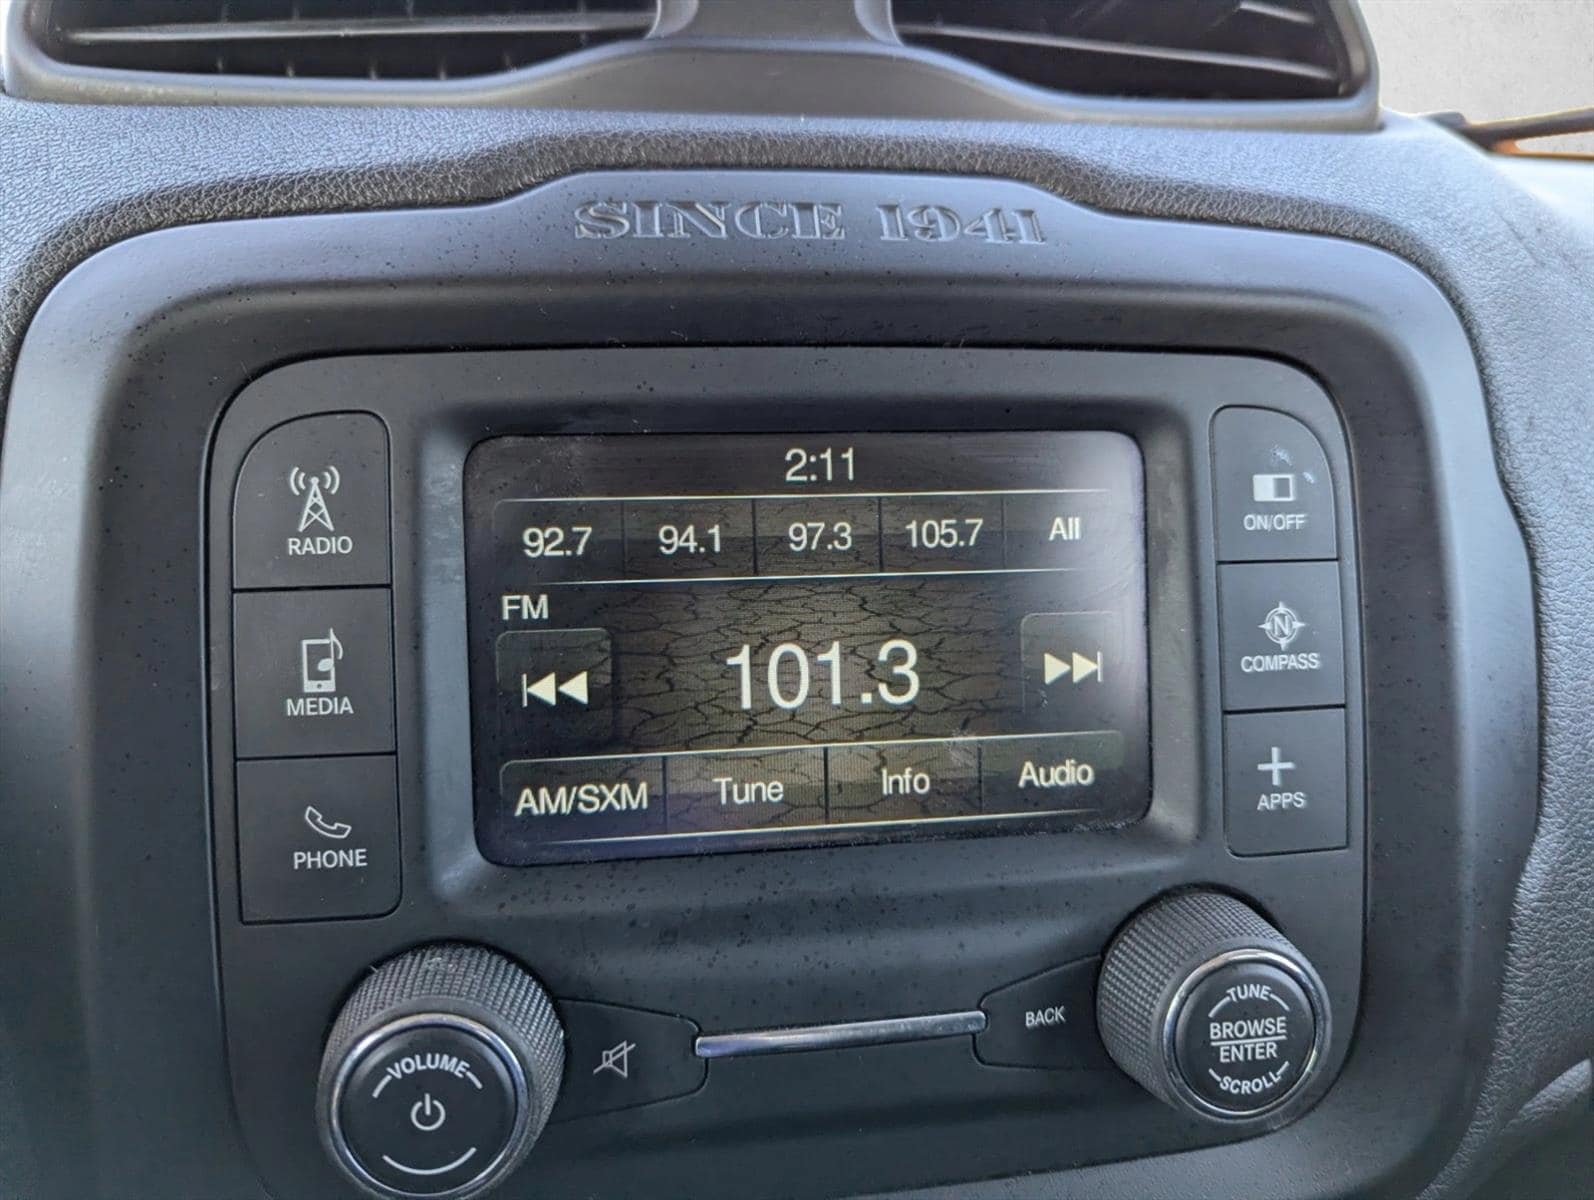 SINCE 1941
2:11
92.7 94.1 97.3 105.7 All
FM
101.3
AM/SXM Tune Info Audio
RADIO
MEDIA
PHONE
ON/OFF
N
COMPASS
APPS
VOLUME
BACK
TUNE
BROWSE
ENTER
SCROLL